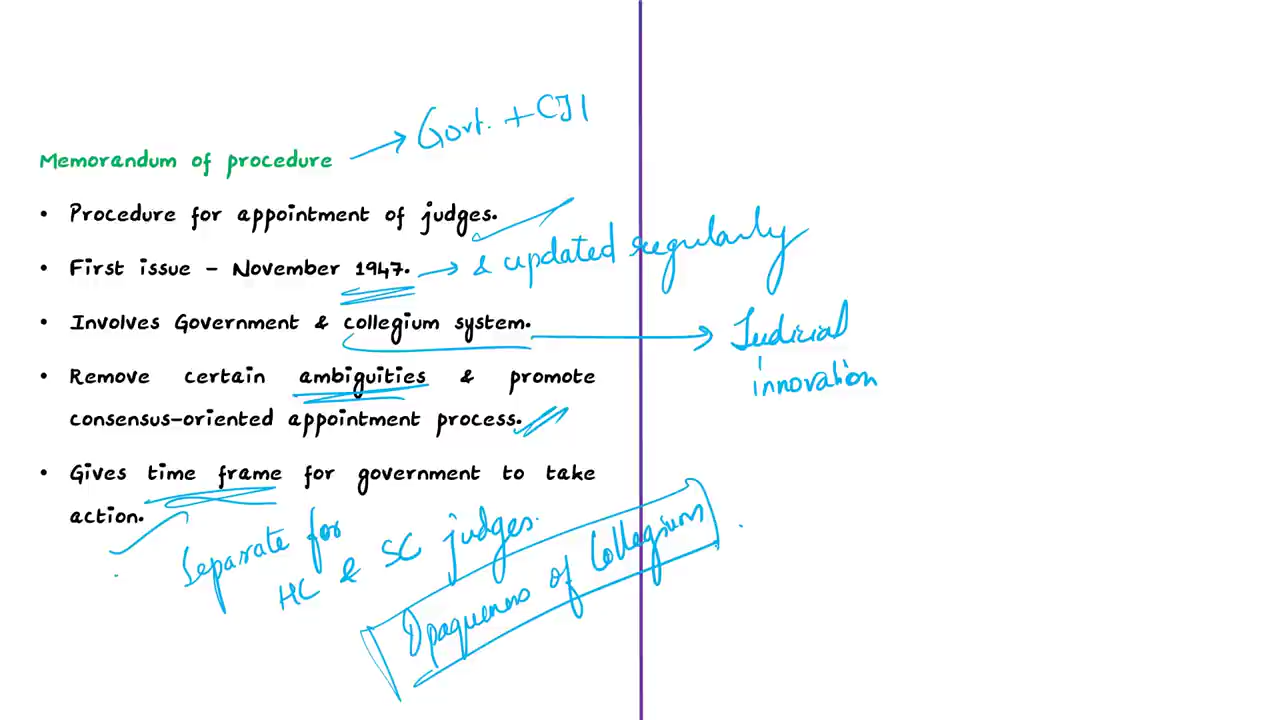 Govt. + CJI
Memorandum of procedure
• Procedure for appointment of judges.
• First issue – November 1947.
& updated regularly
• Involves Government & collegium system.
Judicial
innovation
• Remove certain ambiguities & promote
consensus-oriented appointment process.
• Gives time frame for government to take
action.
Separate for
HC & SC judges.
Opaqueness of Collegium